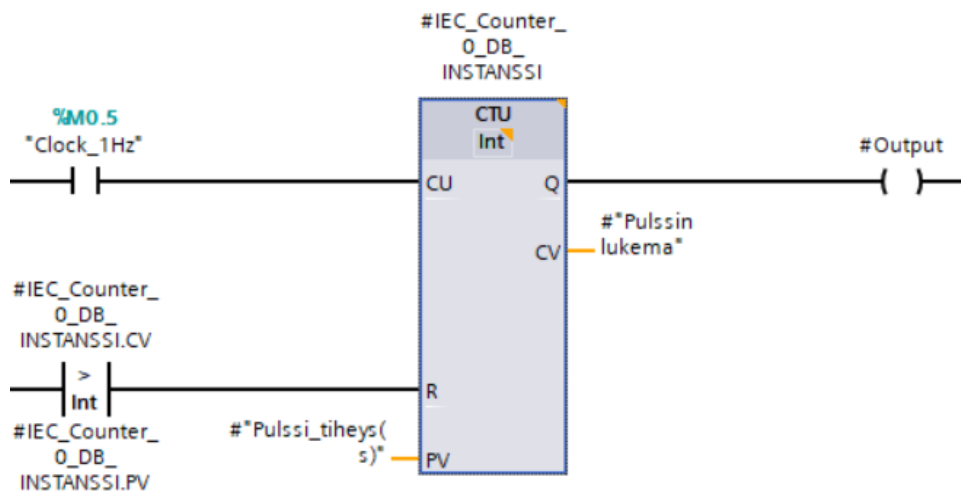 #IEC_Counter_
0_DB_
INSTANSSI
%M0.5
"Clock_1Hz"
CTU
Int
#Output
CU
Q
#"Pulssin
lukema"
CV
#IEC_Counter_
0_DB_
INSTANSSI.CV
>
Int
R
#IEC_Counter_
0_DB_
INSTANSSI.PV
#"Pulssi_tiheys(
s)"
PV